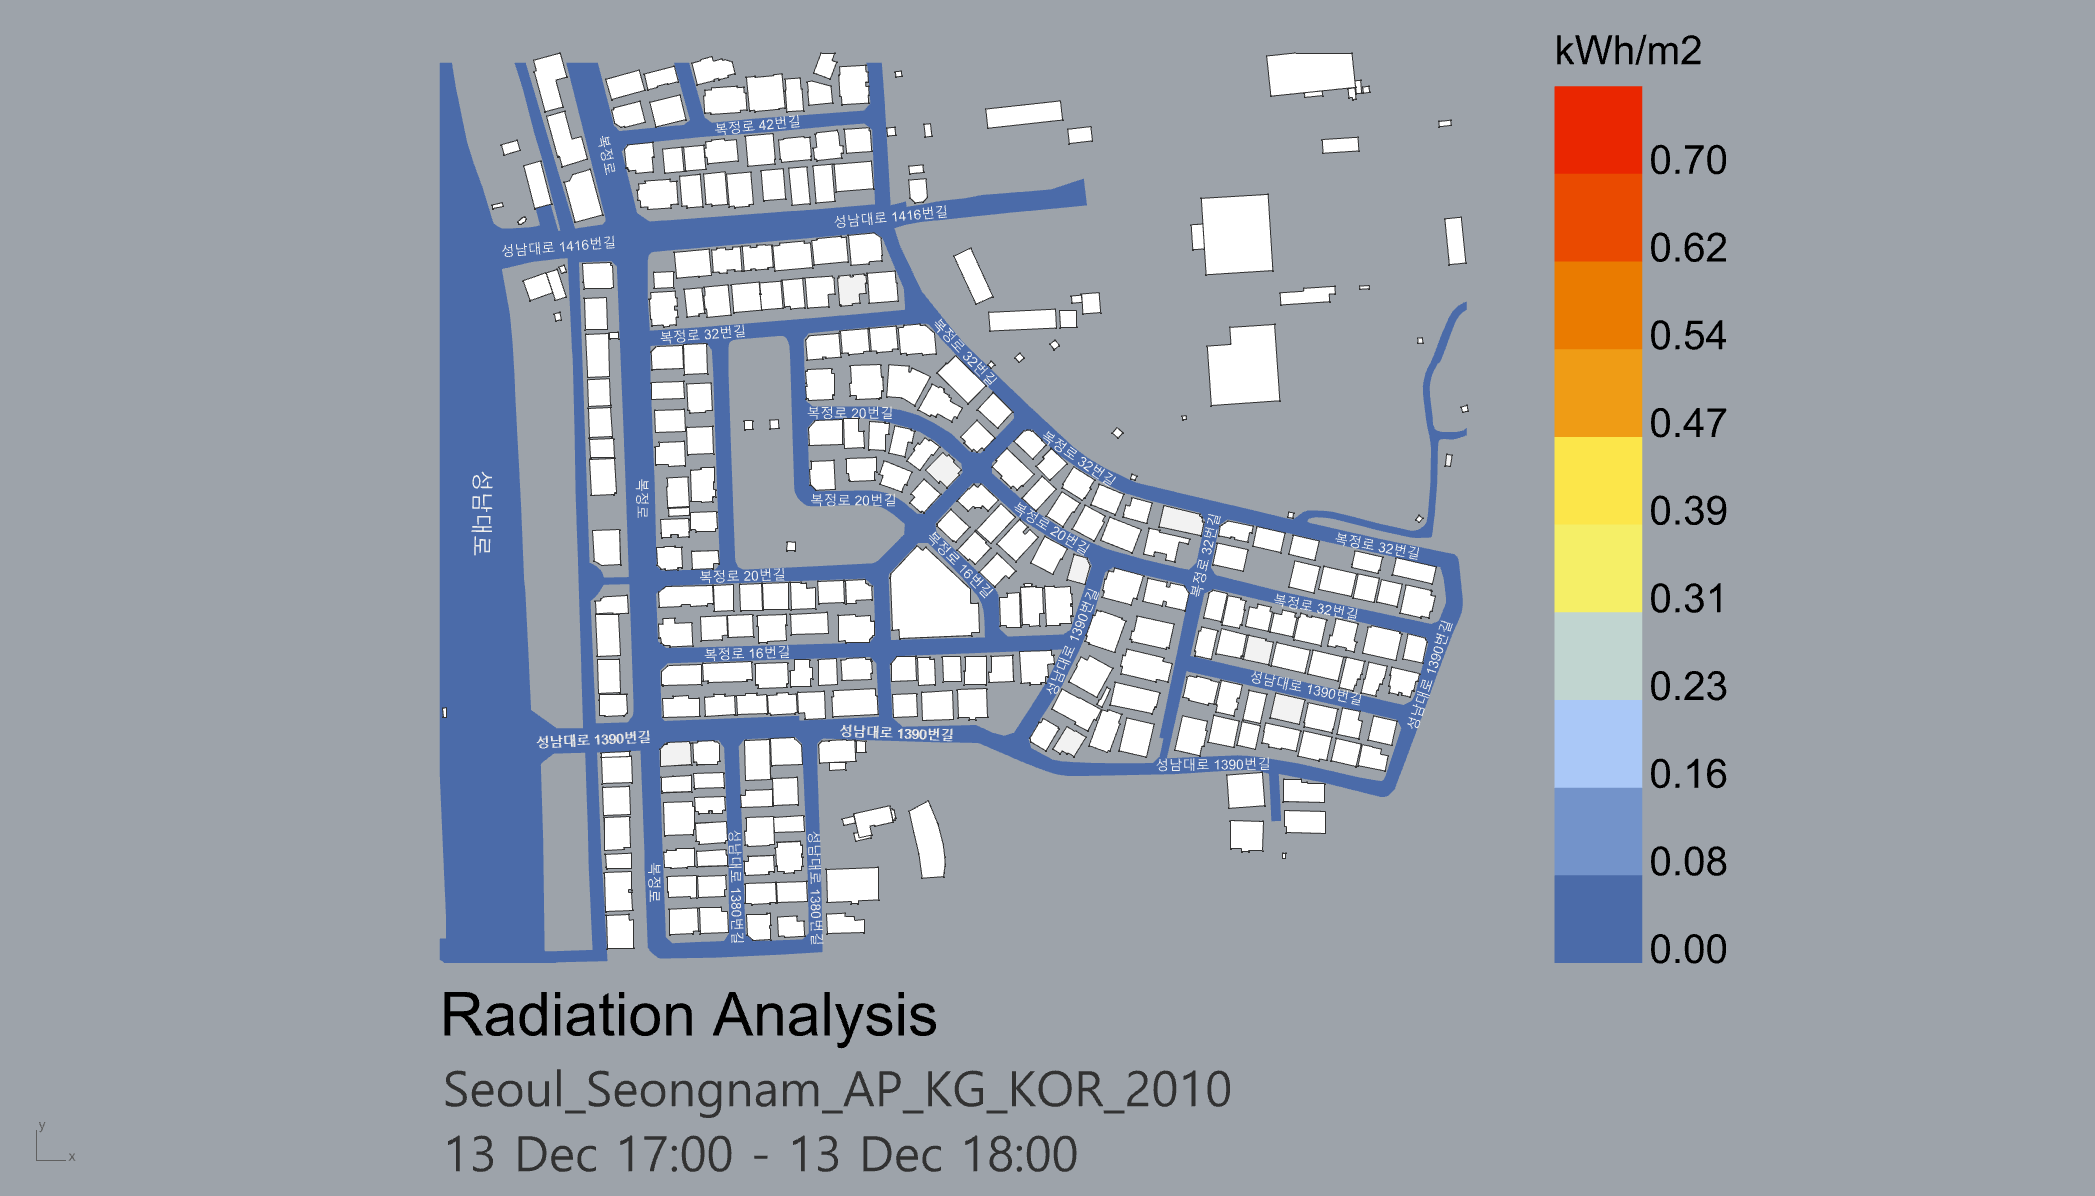 kWh/m2
0.70
0.62
0.54
0.47
0.39
0.31
0.23
0.16
0.08
0.00
복정로 42번길
복정로
성남대로 1416번길
성남대로 1416번길
복정로 32번길
복정로 32번길
복정로 32번길
복정로 20번길
복정로 20번길
복정로 20번길
복정로 16번길
성남대로
복정로
복정로 32번길
복정로 32번길
복정로 32번길
복정로 20번길
복정로 16번길
성남대로 1390번길
성남대로 1390번길
성남대로 1390번길
성남대로 1390번길
성남대로 1390번길
성남대로 1390번길
복정로
성남대로 1380번길
성남대로 1380번길
Radiation Analysis
Seoul_Seongnam_AP_KG_KOR_2010
13 Dec 17:00 - 13 Dec 18:00
y
x